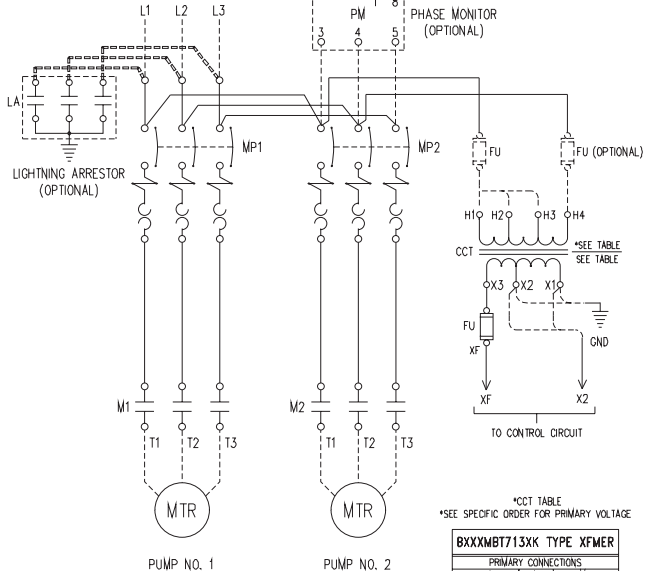 L1 L2 L3
PM
8
PHASE MONITOR
(OPTIONAL)
3 4 5
LA
LIGHTNING ARRESTOR
(OPTIONAL)
MP1
MP2
FU
FU (OPTIONAL)
H1 H2 H3 H4
CCT
*SEE TABLE
SEE TABLE
X3 X2 X1
FU
XF
GND
XF
X2
TO CONTROL CIRCUIT
M1
M2
T1 T2 T3
T1 T2 T3
MTR
MTR
PUMP NO. 1
PUMP NO. 2
*CCT TABLE
*SEE SPECIFIC ORDER FOR PRIMARY VOLTAGE
BXXXMBT713XK TYPE XFMER
PRIMARY CONNECTIONS